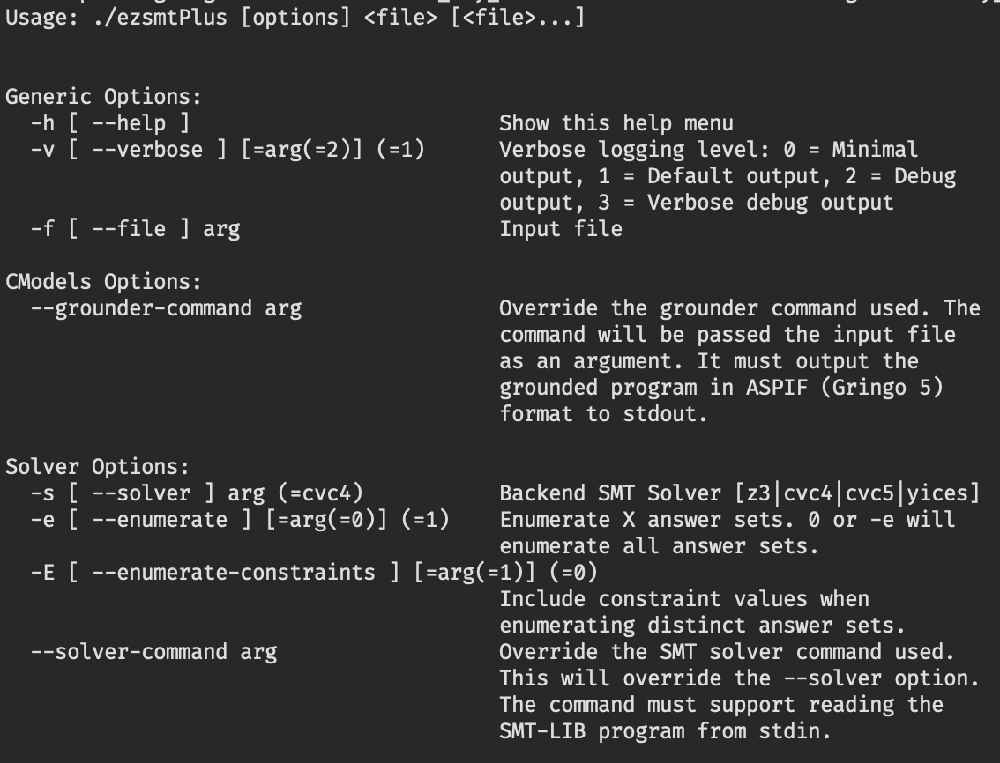 Usage: ./ezsmtPlus [options] <file> [<file>...]
Generic Options:
  -h [ --help ]                         Show this help menu
  -v [ --verbose ] [=arg(=2)] (=1)      Verbose logging level: 0 = Minimal
                                        output, 1 = Default output, 2 = Debug
                                        output, 3 = Verbose debug output
  -f [ --file ] arg                     Input file
CModels Options:
  --grounder-command arg                Override the grounder command used. The
                                        command will be passed the input file
                                        as an argument. It must output the
                                        grounded program in ASPIF (Gringo 5)
                                        format to stdout.
Solver Options:
  -s [ --solver ] arg (=cvc4)           Backend SMT Solver [z3|cvc4|cvc5|yices]
  -e [ --enumerate ] [=arg(=0)] (=1)    Enumerate X answer sets. 0 or -e will
                                        enumerate all answer sets.
  -E [ --enumerate-constraints ] [=arg(=1)] (=0)
                                        Include constraint values when
                                        enumerating distinct answer sets.
  --solver-command arg                  Override the SMT solver command used.
                                        This will override the --solver option.
                                        The command must support reading the
                                        SMT-LIB program from stdin.